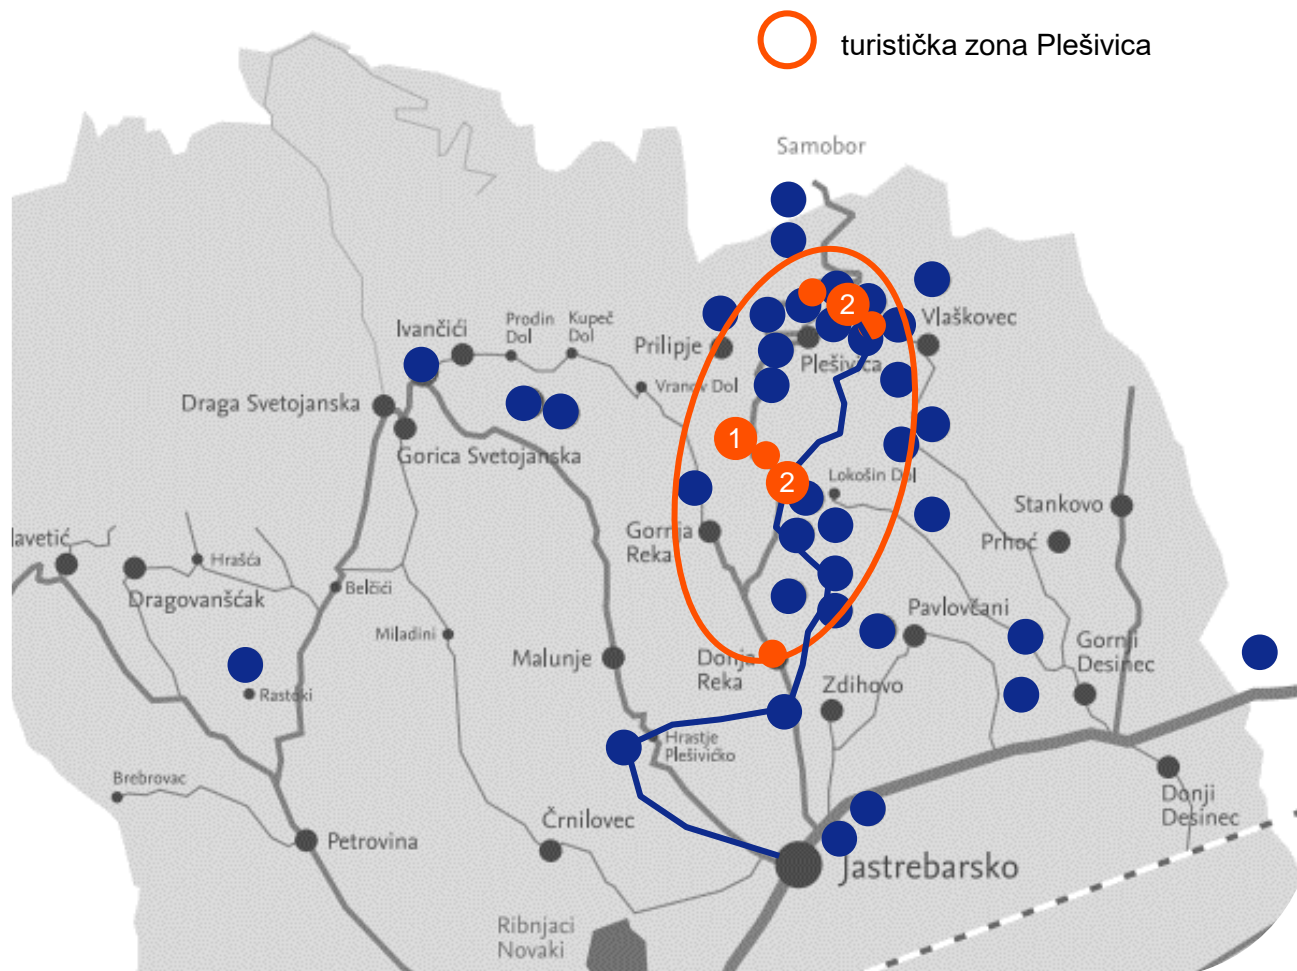 turistička zona Plešivica
Samobor
Ivančići
Prodin
Dol
Kupeč
Dol
Prilipje
Plešivica
Vlaškovec
Vranov Dol
Draga Svetojanska
Gorica Svetojanska
1
2
2
Lokošin Dol
Stankovo
Prhoć
Gornja
Reka
lavetić
Hrašća
Dragovanšćak
Belčići
Miladini
Malunje
Donja
Reka
Pavlovčani
Gornji
Desinec
Zdihovo
Rastoki
Hrastje
Plešivičko
Brebrovac
Petrovina
Črnilovec
Donji
Desinec
Jastrebarsko
Ribnjaci
Novaki